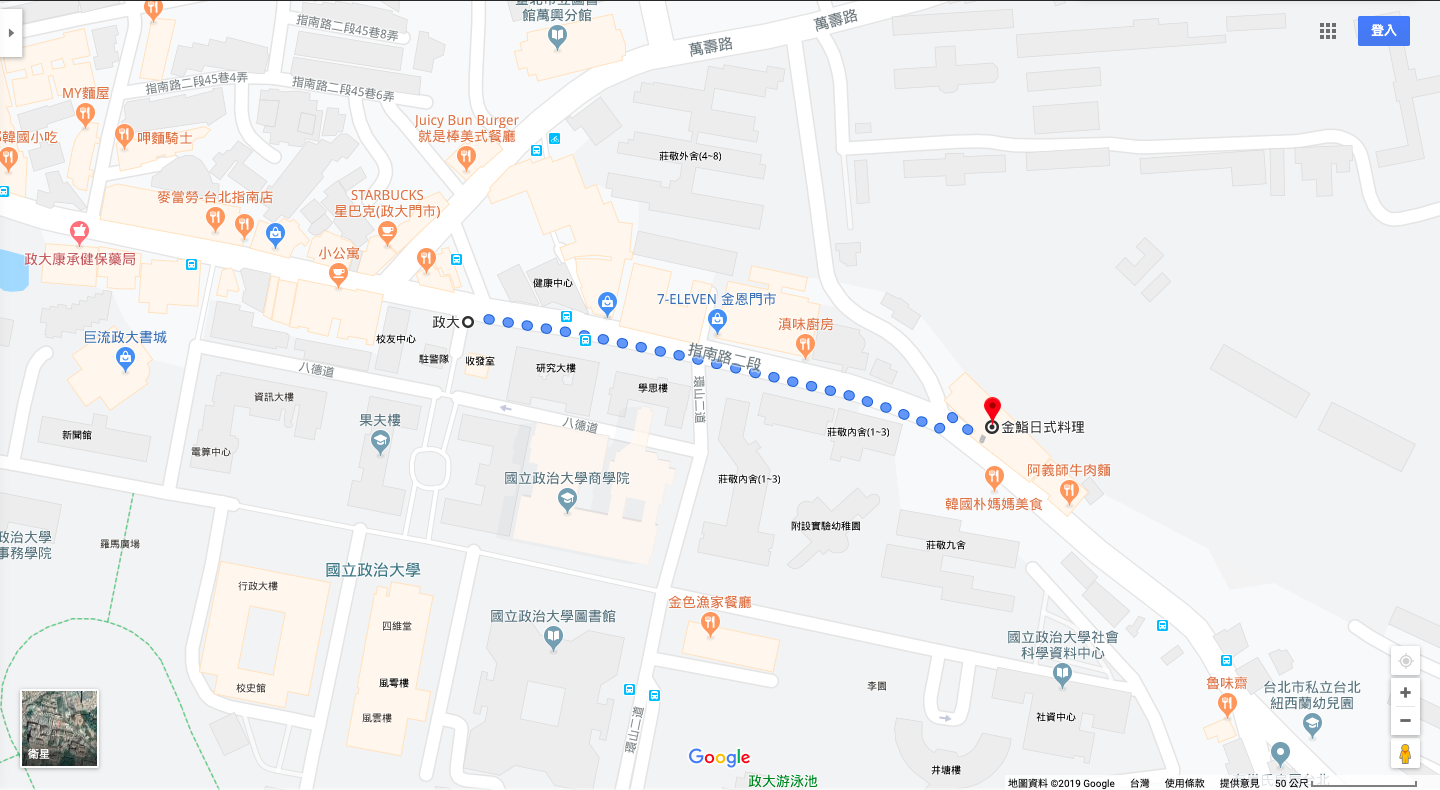 館萬興分館
萬壽路
萬壽路
登入
指南路二段45巷8弄
指南路二段45巷4弄
指南路二段45巷6弄
MY麵屋
呷麵騎士
韓國小吃
Juicy Bun Burger
就是棒美式餐廳
莊敬外舍(4~8)
麥當勞-台北指南店
STARBUCKS
星巴克(政大門市)
政大康承健保藥局
小公寓
健康中心
7-ELEVEN 金恩門市
滇味廚房
政大
巨流政大書城
校友中心
駐警隊
收發室
研究大樓
指南路二段
八德道
資訊大樓
學思樓
環山二道
果夫樓
八德道
金鮨日式料理
莊敬內舍(1~3)
新聞館
電算中心
國立政治大學商學院
莊敬內舍(1~3)
阿義師牛肉麵
韓國朴媽媽美食
附設實驗幼稚園
莊敬九舍
政治大學
事務學院
羅馬廣場
國立政治大學
行政大樓
四維堂
國立政治大學圖書館
金色漁家餐廳
國立政治大學社會
科學資料中心
校史館
風雩樓
風雲樓
李園
社資中心
魯味齋
台北市私立台北
紐西蘭幼兒園
環山二道
井塘樓
衛星
Google
政大游泳池
地圖資料 ©2019 Google
台灣
使用條款
提供意見
50 公尺